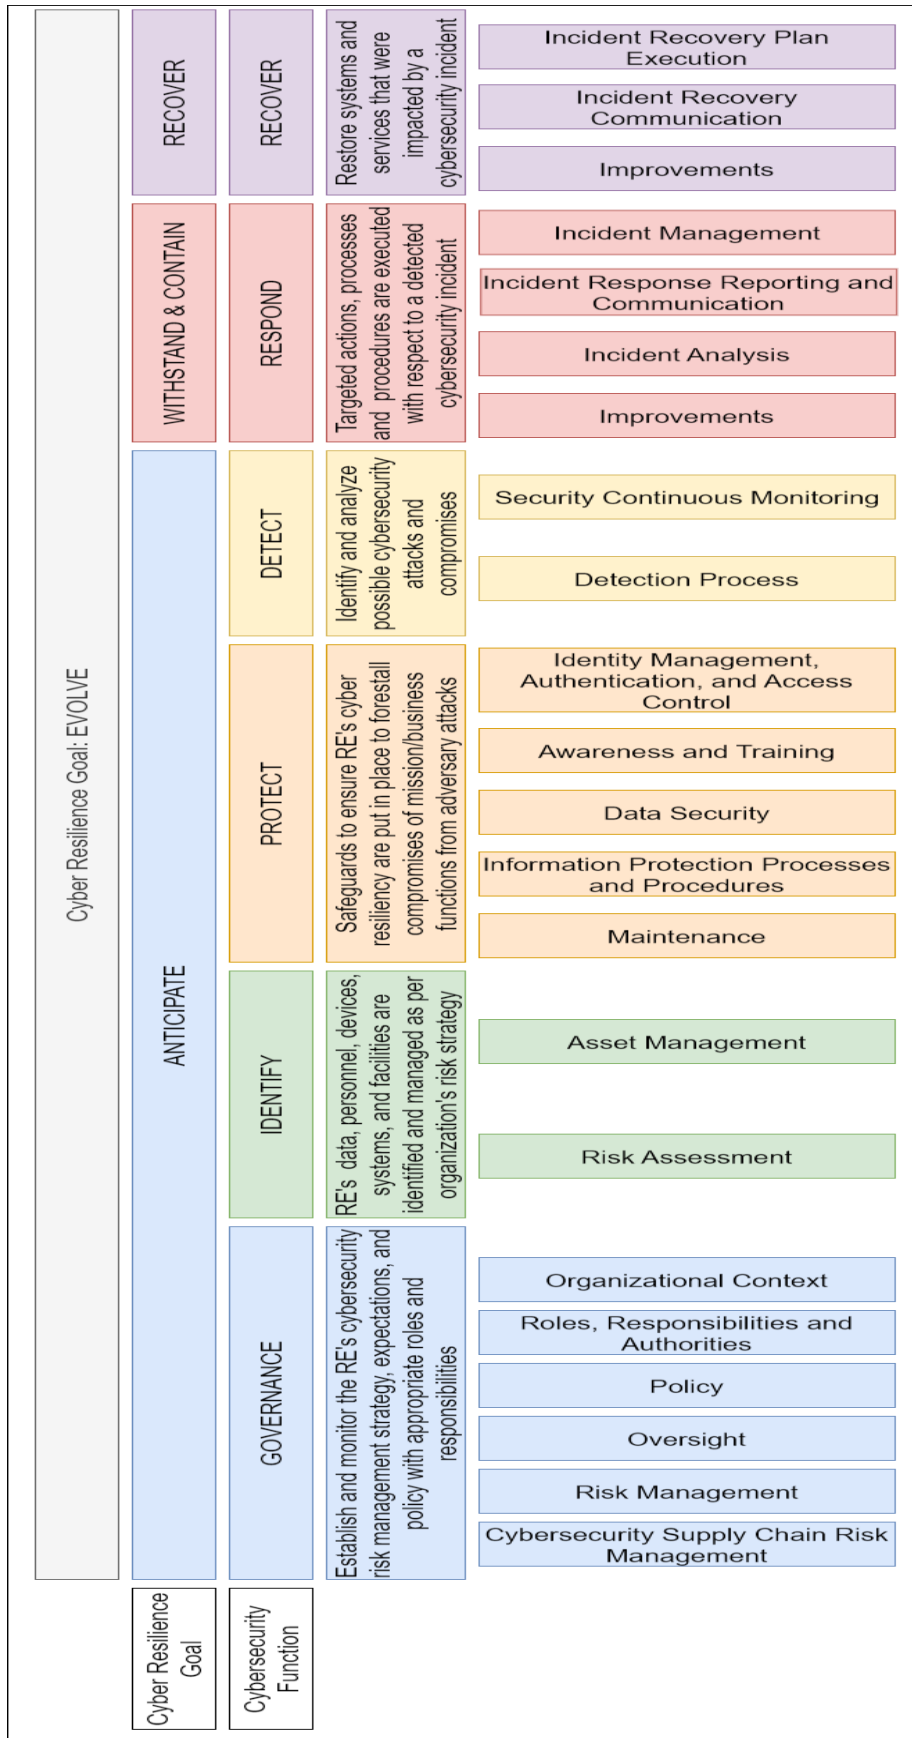 Cyber Resilience Goal: EVOLVE
Cyber Resilience
Goal
ANTICIPATE
WITHSTAND & CONTAIN
RECOVER
Cybersecurity
Function
GOVERNANCE
IDENTIFY
PROTECT
DETECT
RESPOND
RECOVER
Establish and monitor the RE's cybersecurity
risk management strategy, expectations, and
policy with appropriate roles and
responsibilities
RE's data, personnel, devices,
systems, and facilities are
identified and managed as per
organization's risk strategy
Safeguards to ensure RE's cyber
resiliency are put in place to forestall
compromises of mission/business
functions from adversary attacks
Identify and analyze
possible cybersecurity
attacks and
compromises
Targeted actions, processes
and procedures are executed
with respect to a detected
cybersecurity incident
Restore systems and
services that were
impacted by a
cybersecurity incident
Incident Recovery Plan
Execution
Incident Recovery
Communication
Improvements
Incident Management
Incident Response Reporting and
Communication
Incident Analysis
Improvements
Security Continuous Monitoring
Detection Process
Identity Management,
Authentication, and Access
Control
Awareness and Training
Data Security
Information Protection Processes
and Procedures
Maintenance
Asset Management
Risk Assessment
Organizational Context
Roles, Responsibilities and
Authorities
Policy
Oversight
Risk Management
Cybersecurity Supply Chain Risk
Management